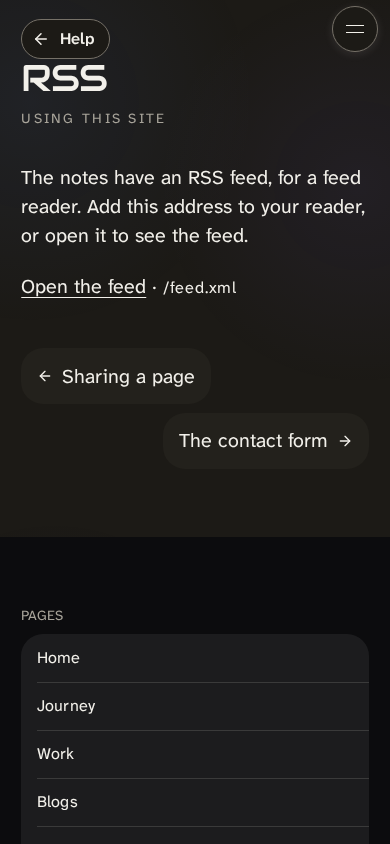 Help
RSS
USING THIS SITE
The notes have an RSS feed, for a feed
reader. Add this address to your reader,
or open it to see the feed.
Open the feed · /feed.xml
← Sharing a page
The contact form →
PAGES
Home
Journey
Work
Blogs